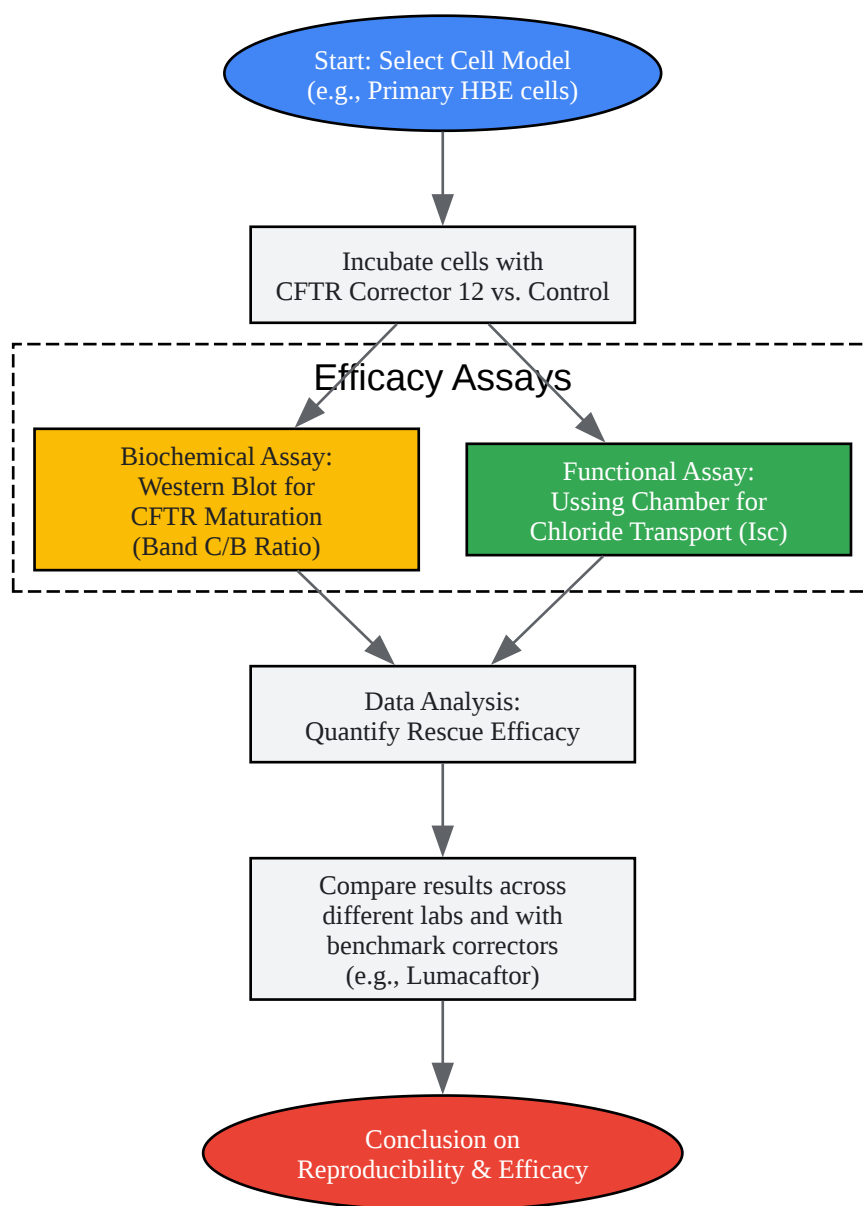 Start: Select Cell Model
(e.g., Primary HBE cells)
Incubate cells with
CFTR Corrector 12 vs. Control
Efficacy Assays
Biochemical Assay:
Western Blot for
CFTR Maturation
(Band C/B Ratio)
Functional Assay:
Ussing Chamber for
Chloride Transport (Isc)
Data Analysis:
Quantify Rescue Efficacy
Compare results across
different labs and with
benchmark correctors
(e.g., Lumacaftor)
Conclusion on
Reproducibility & Efficacy